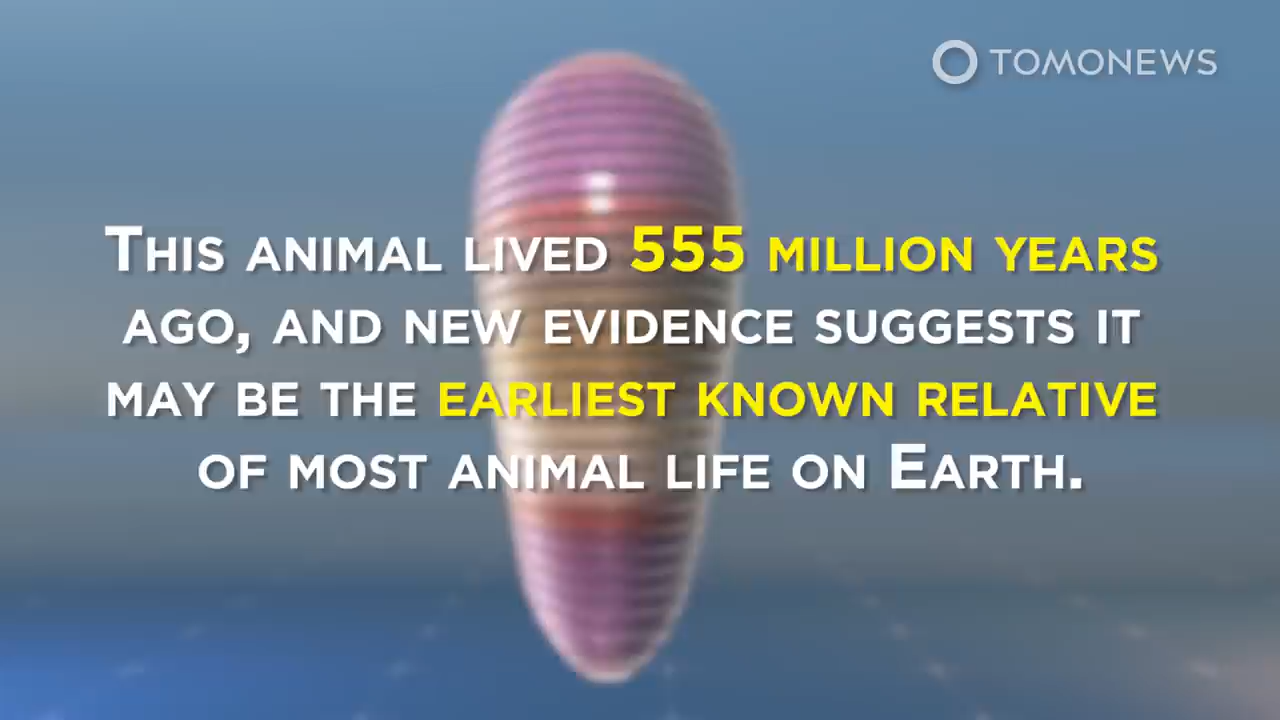 TOMONEWS
THIS ANIMAL LIVED 555 MILLION YEARS
AGO, AND NEW EVIDENCE SUGGESTS IT
MAY BE THE EARLIEST KNOWN RELATIVE
OF MOST ANIMAL LIFE ON EARTH.